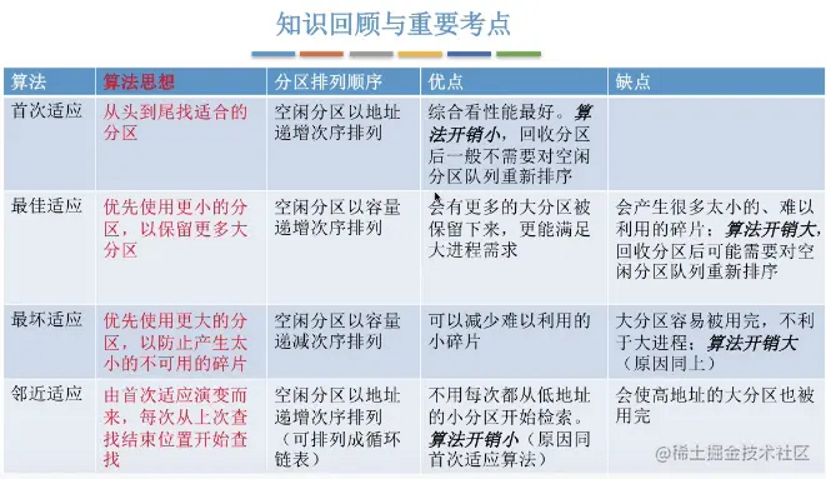 知识回顾与重要考点
算法
算法思想
分区排列顺序
优点
缺点
首次适应
从头到尾找适合的
分区
空闲分区以地址
递增次序排列
综合看性能最好。算
法开销小，回收分区
后一般不需要对空闲
分区队列重新排序
最佳适应
优先使用更小的分
区，以保留更多大
分区
空闲分区以容量
递增次序排列
会有更多的大分区被
保留下来，更能满足
大进程需求
会产生很多太小的、难以
利用的碎片；算法开销大，
回收分区后可能需要对空
闲分区队列重新排序
最坏适应
优先使用更大的分
区，以防止产生太
小的不可用的碎片
空闲分区以容量
递减次序排列
可以减少难以利用的
小碎片
大分区容易被用完，不利
于大进程；算法开销大
（原因同上）
邻近适应
由首次适应演变而
来，每次从上次查
找结束位置开始查
找
空闲分区以地址
递增次序排列
（可排列成循环
链表）
不用每次都从低地址
的小分区开始检索。
算法开销小（原因同
首次适应算法）
会使高地址的大分区也被
用完
@稀土掘金技术社区